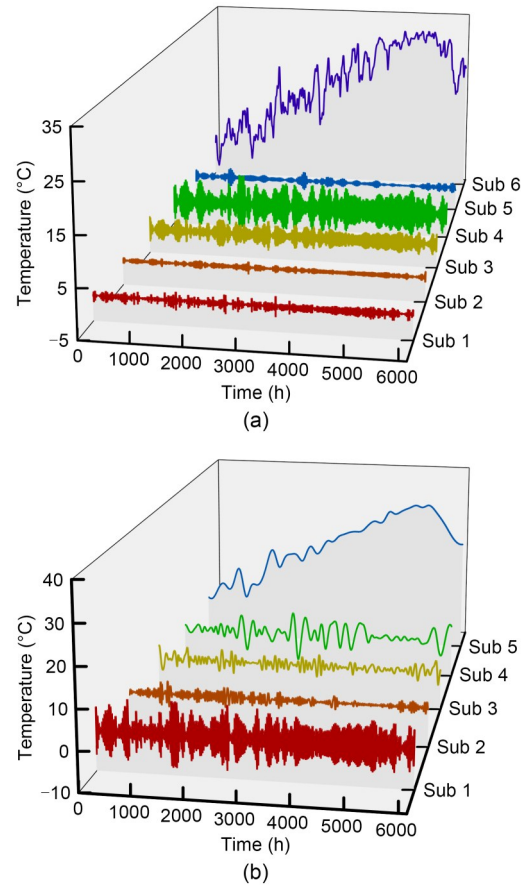 35
25
15
5
−5
Temperature (°C)
0
1000
2000
3000
4000
5000
6000
Time (h)
Sub 6
Sub 5
Sub 4
Sub 3
Sub 2
Sub 1
(a)
40
30
20
10
0
−10
Temperature (°C)
0
1000
2000
3000
4000
5000
6000
Time (h)
Sub 5
Sub 4
Sub 3
Sub 2
Sub 1
(b)